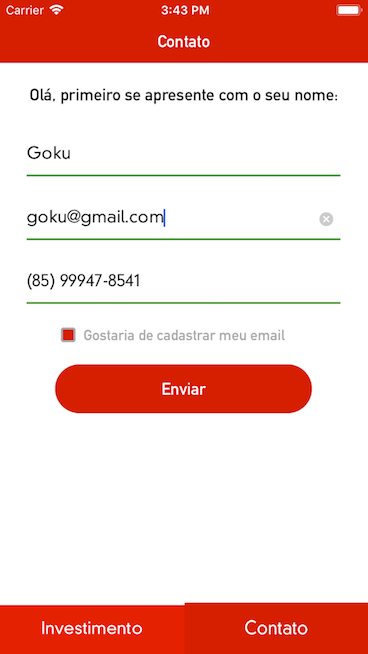 Carrier 3:43 PM
Contato
Olá, primeiro se apresente com o seu nome:
Goku
goku@gmail.com
(85) 99947-8541
Gostaria de cadastrar meu email
Enviar
Investimento Contato